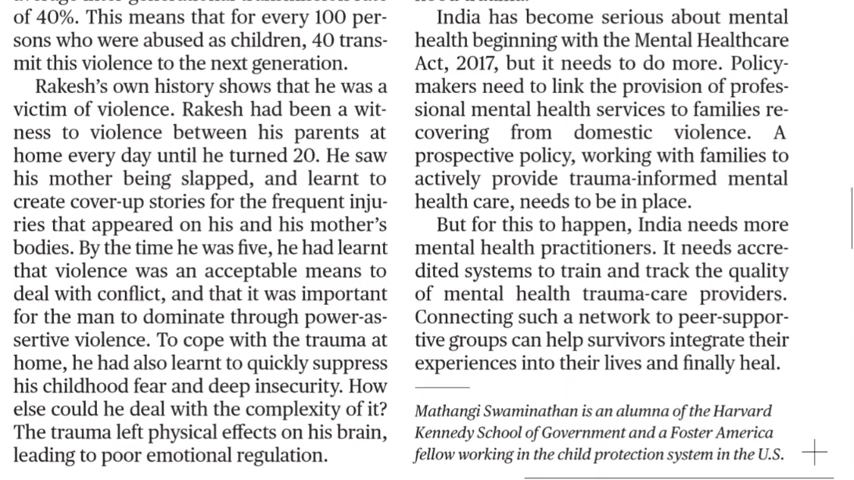 of 40%. This means that for every 100 per-
sons who were abused as children, 40 trans-
mit this violence to the next generation.
Rakesh's own history shows that he was a
victim of violence. Rakesh had been a wit-
ness to violence between his parents at
home every day until he turned 20. He saw
his mother being slapped, and learnt to
create cover-up stories for the frequent inju-
ries that appeared on his and his mother's
bodies. By the time he was five, he had learnt
that violence was an acceptable means to
deal with conflict, and that it was important
for the man to dominate through power-as-
sertive violence. To cope with the trauma at
home, he had also learnt to quickly suppress
his childhood fear and deep insecurity. How
else could he deal with the complexity of it?
The trauma left physical effects on his brain,
leading to poor emotional regulation.
India has become serious about mental
health beginning with the Mental Healthcare
Act, 2017, but it needs to do more. Policy-
makers need to link the provision of profes-
sional mental health services to families re-
covering from domestic violence. A
prospective policy, working with families to
actively provide trauma-informed mental
health care, needs to be in place.
But for this to happen, India needs more
mental health practitioners. It needs accre-
dited systems to train and track the quality
of mental health trauma-care providers.
Connecting such a network to peer-suppor-
tive groups can help survivors integrate their
experiences into their lives and finally heal.
Mathangi Swaminathan is an alumna of the Harvard
Kennedy School of Government and a Foster America
fellow working in the child protection system in the U.S.